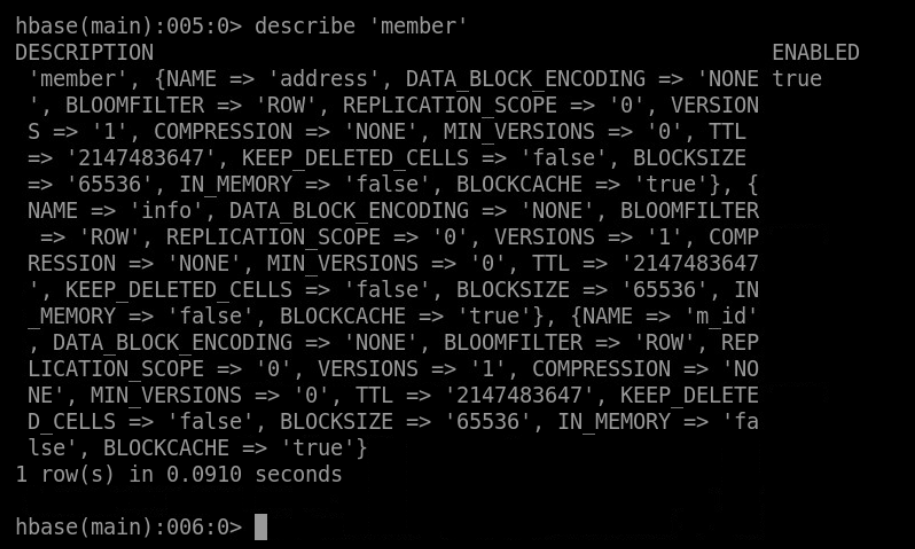 hbase(main):005:0> describe 'member'
DESCRIPTION ENABLED
'member', {NAME => 'address', DATA_BLOCK_ENCODING => 'NONE true
', BLOOMFILTER => 'ROW', REPLICATION_SCOPE => '0', VERSION
S => '1', COMPRESSION => 'NONE', MIN_VERSIONS => '0', TTL
=> '2147483647', KEEP_DELETED_CELLS => 'false', BLOCKSIZE
=> '65536', IN_MEMORY => 'false', BLOCKCACHE => 'true'}, {
NAME => 'info', DATA_BLOCK_ENCODING => 'NONE', BLOOMFILTER
=> 'ROW', REPLICATION_SCOPE => '0', VERSIONS => '1', COMP
RESSION => 'NONE', MIN_VERSIONS => '0', TTL => '2147483647
', KEEP_DELETED_CELLS => 'false', BLOCKSIZE => '65536', IN
_MEMORY => 'false', BLOCKCACHE => 'true'}, {NAME => 'm_id'
, DATA_BLOCK_ENCODING => 'NONE', BLOOMFILTER => 'ROW', REP
LICATION_SCOPE => '0', VERSIONS => '1', COMPRESSION => 'NO
NE', MIN_VERSIONS => '0', TTL => '2147483647', KEEP_DELETE
D_CELLS => 'false', BLOCKSIZE => '65536', IN_MEMORY => 'fa
lse', BLOCKCACHE => 'true'}
1 row(s) in 0.0910 seconds
hbase(main):006:0>